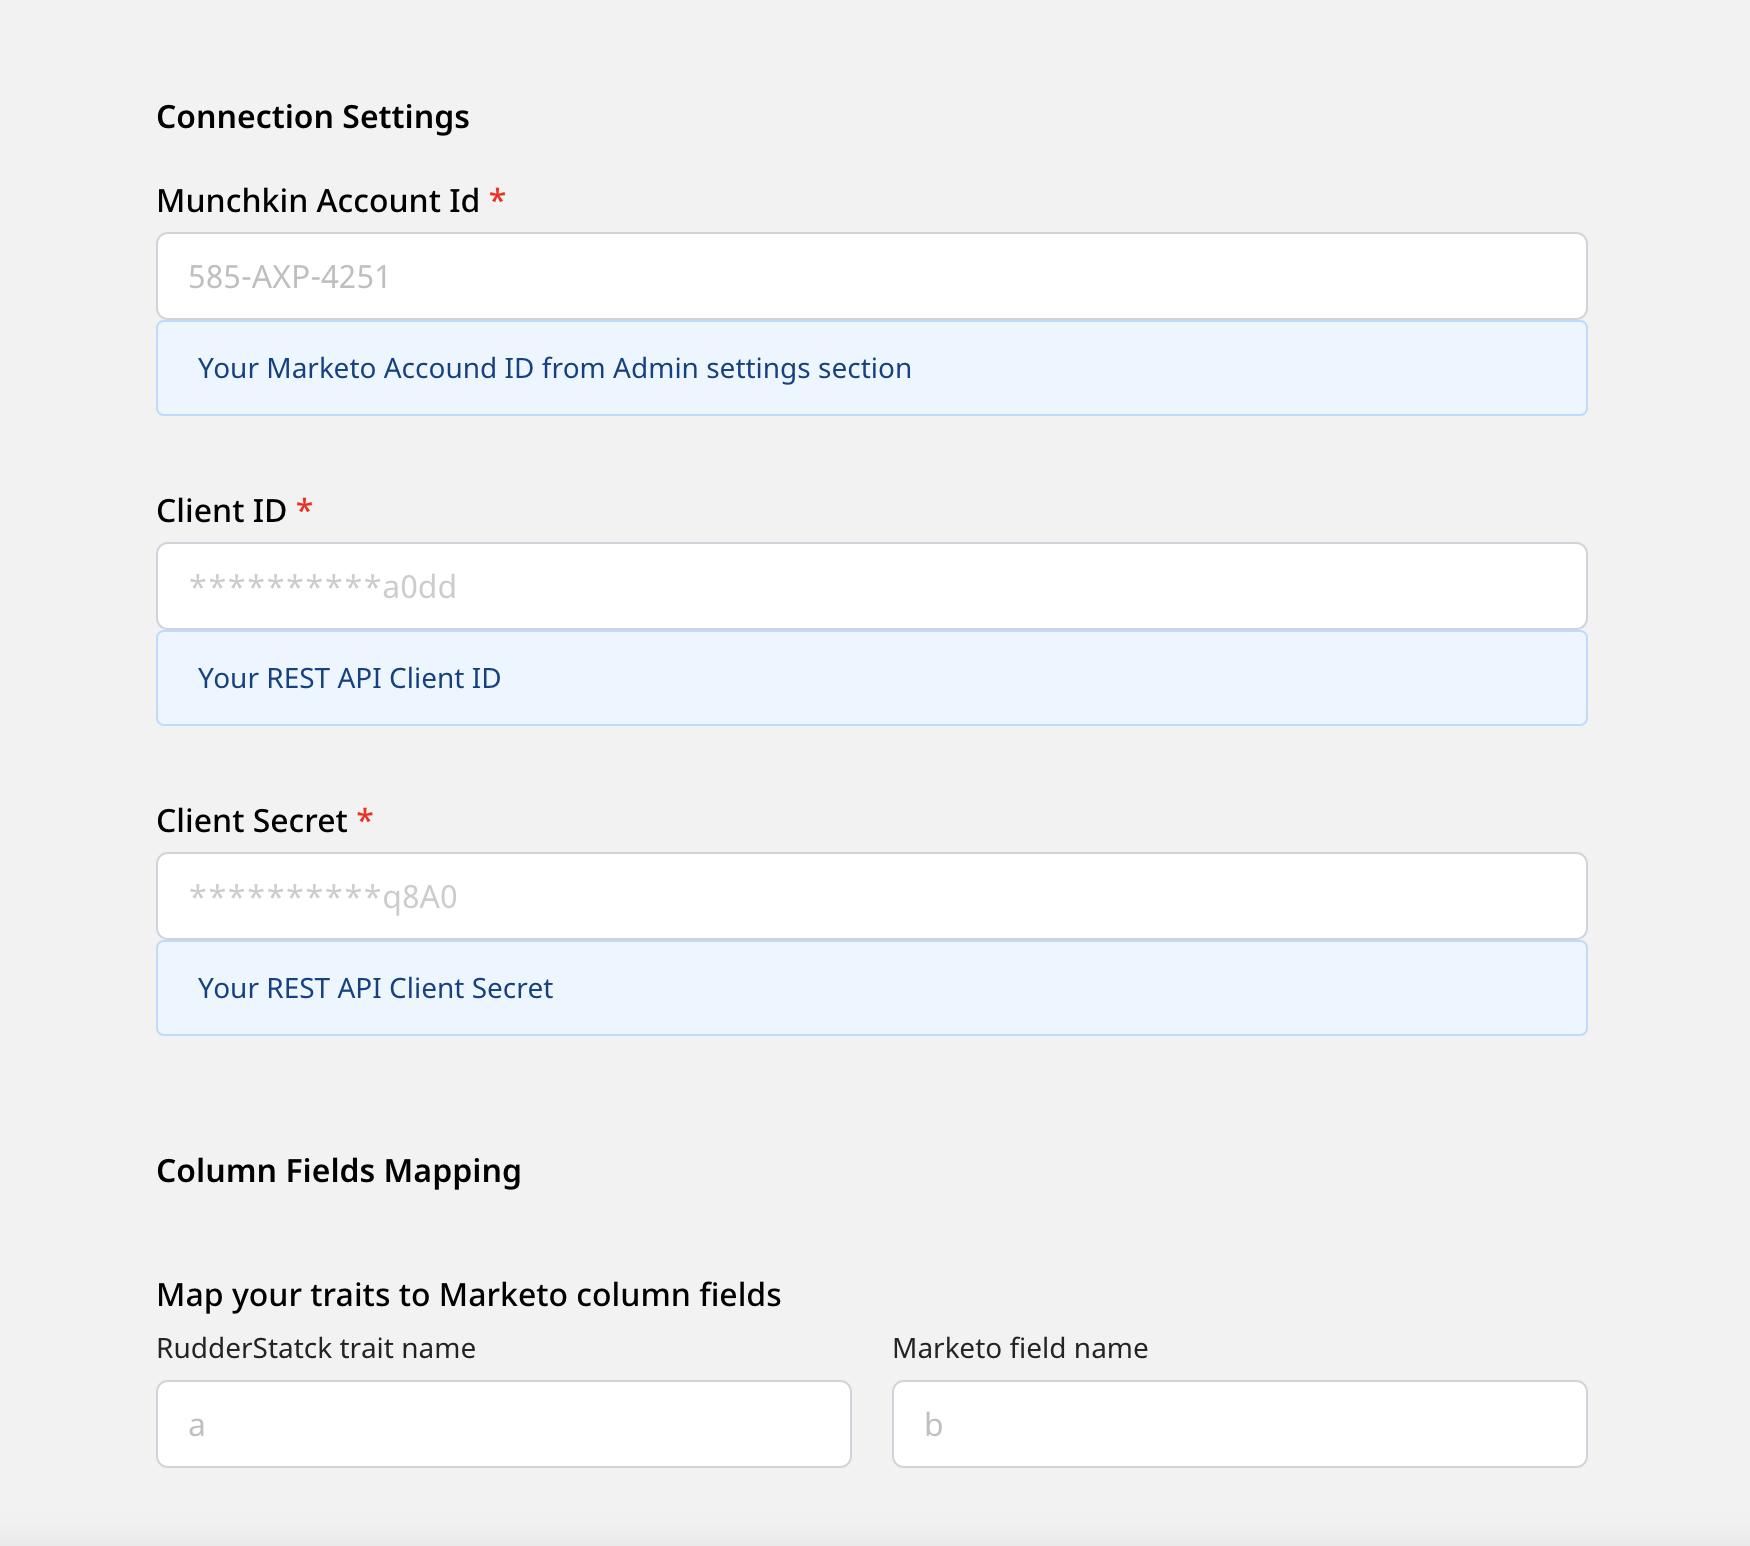 Connection Settings
Munchkin Account Id *
585-AXP-4251
Your Marketo Accound ID from Admin settings section
Client ID *
**********a0dd
Your REST API Client ID
Client Secret *
**********q8A0
Your REST API Client Secret
Column Fields Mapping
Map your traits to Marketo column fields
RudderStatck trait name
Marketo field name
a
b